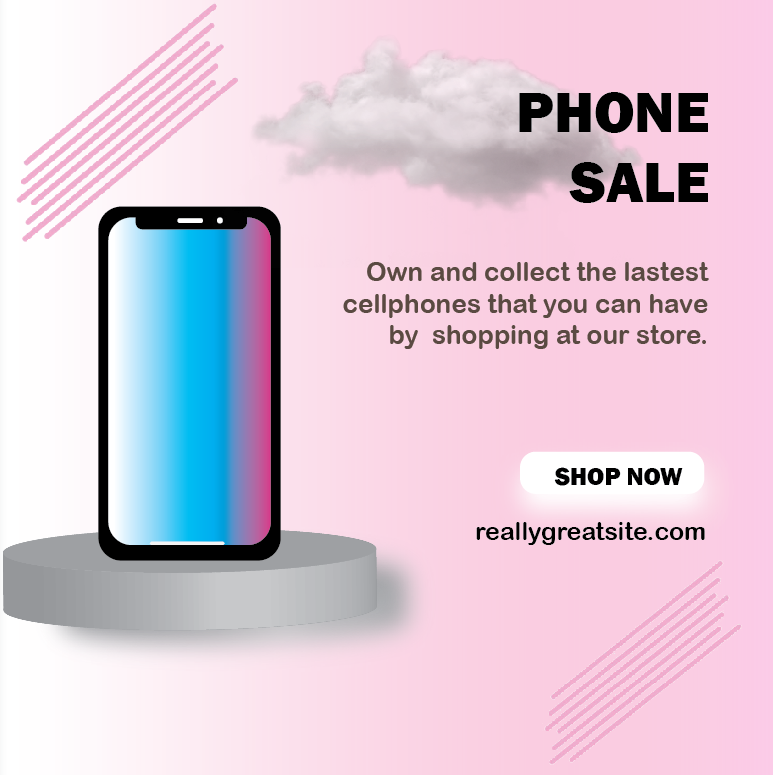 PHONE
SALE
Own and collect the lastest
cellphones that you can have
by  shopping at our store.
SHOP NOW
reallygreatsite.com